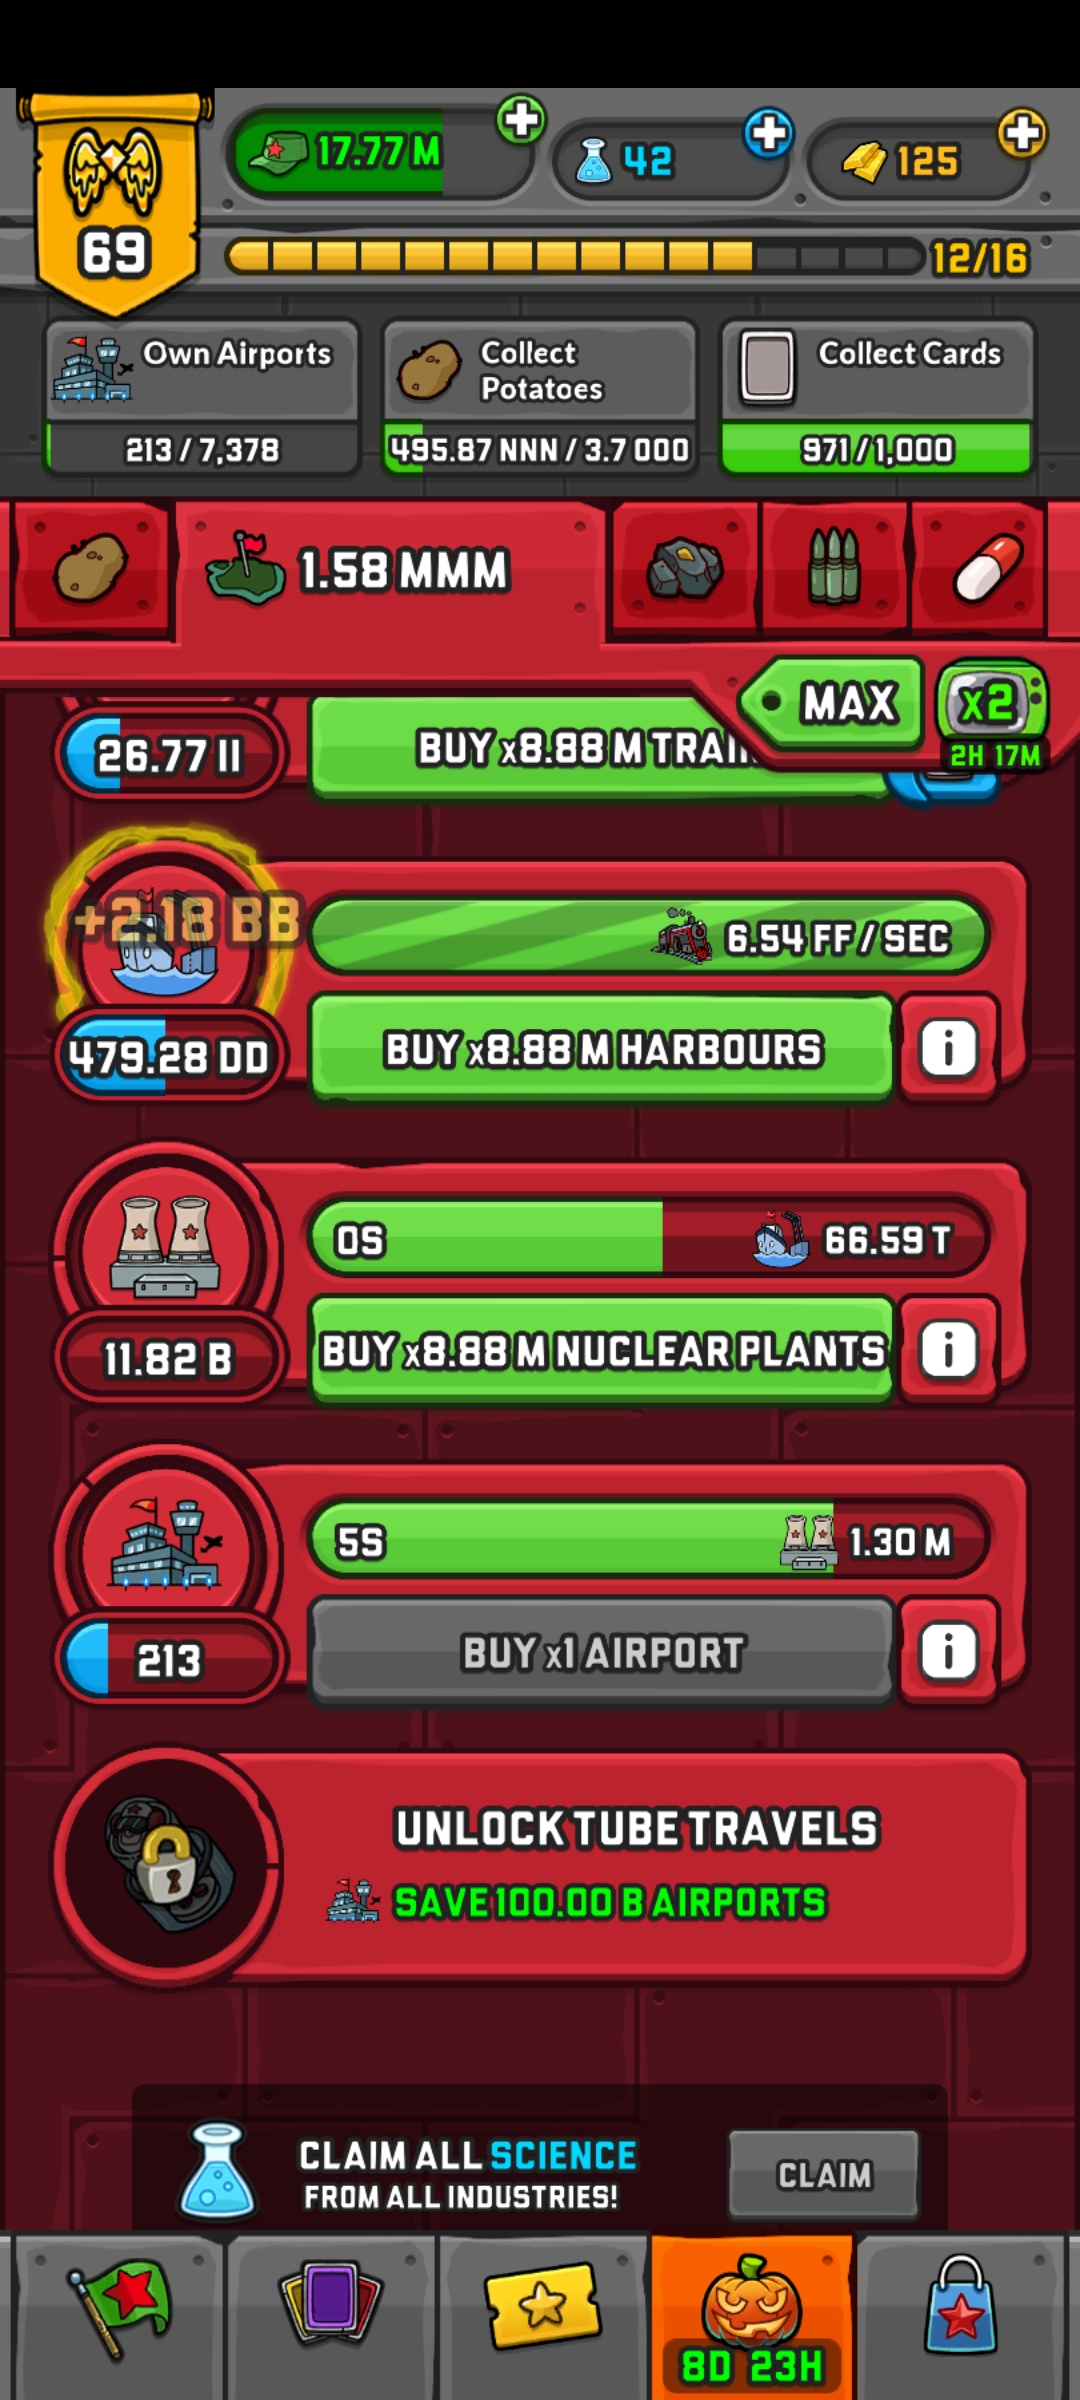 69
17.77 M
42
125
12/16
Own Airports
213 / 7,378
Collect
Potatoes
495.87 NNN / 3.7 000
Collect Cards
971 / 1,000
1.58 MMM
MAX
x2
2H 17M
26.77 II
BUY x8.88 M TRAI
+2.18 BB
6.54 FF / SEC
479.28 DD
BUY x8.88 M HARBOURS
i
0S
66.59 T
11.82 B
BUY x8.88 M NUCLEAR PLANTS
i
5S
1.30 M
213
BUY x1 AIRPORT
i
UNLOCK TUBE TRAVELS
SAVE 100.00 B AIRPORTS
CLAIM ALL SCIENCE
FROM ALL INDUSTRIES!
CLAIM
8D 23H